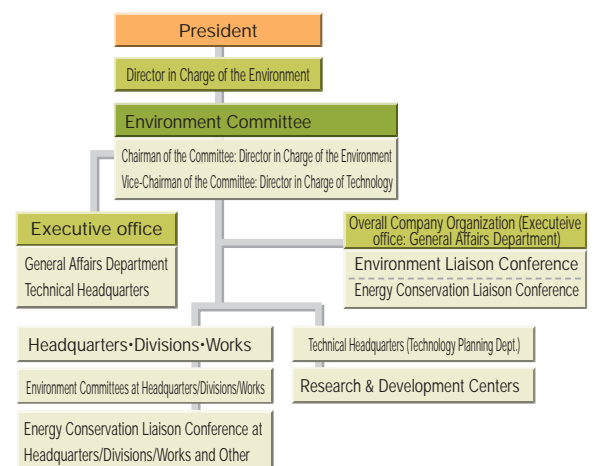 President
Director in Charge of the Environment
Environment Committee
Chairman of the Committee: Director in Charge of the Environment
Vice-Chairman of the Committee: Director in Charge of Technology
Executive office
General Affairs Department
Technical Headquarters
Overall Company Organization (Executeive
office: General Affairs Department)
Environment Liaison Conference
Energy Conservation Liaison Conference
Headquarters･Divisions･Works
Environment Committees at Headquarters/Divisions/Works
Energy Conservation Liaison Conference at
Headquarters/Divisions/Works and Other
Technical Headquarters (Technology Planning Dept.)
Research & Development Centers